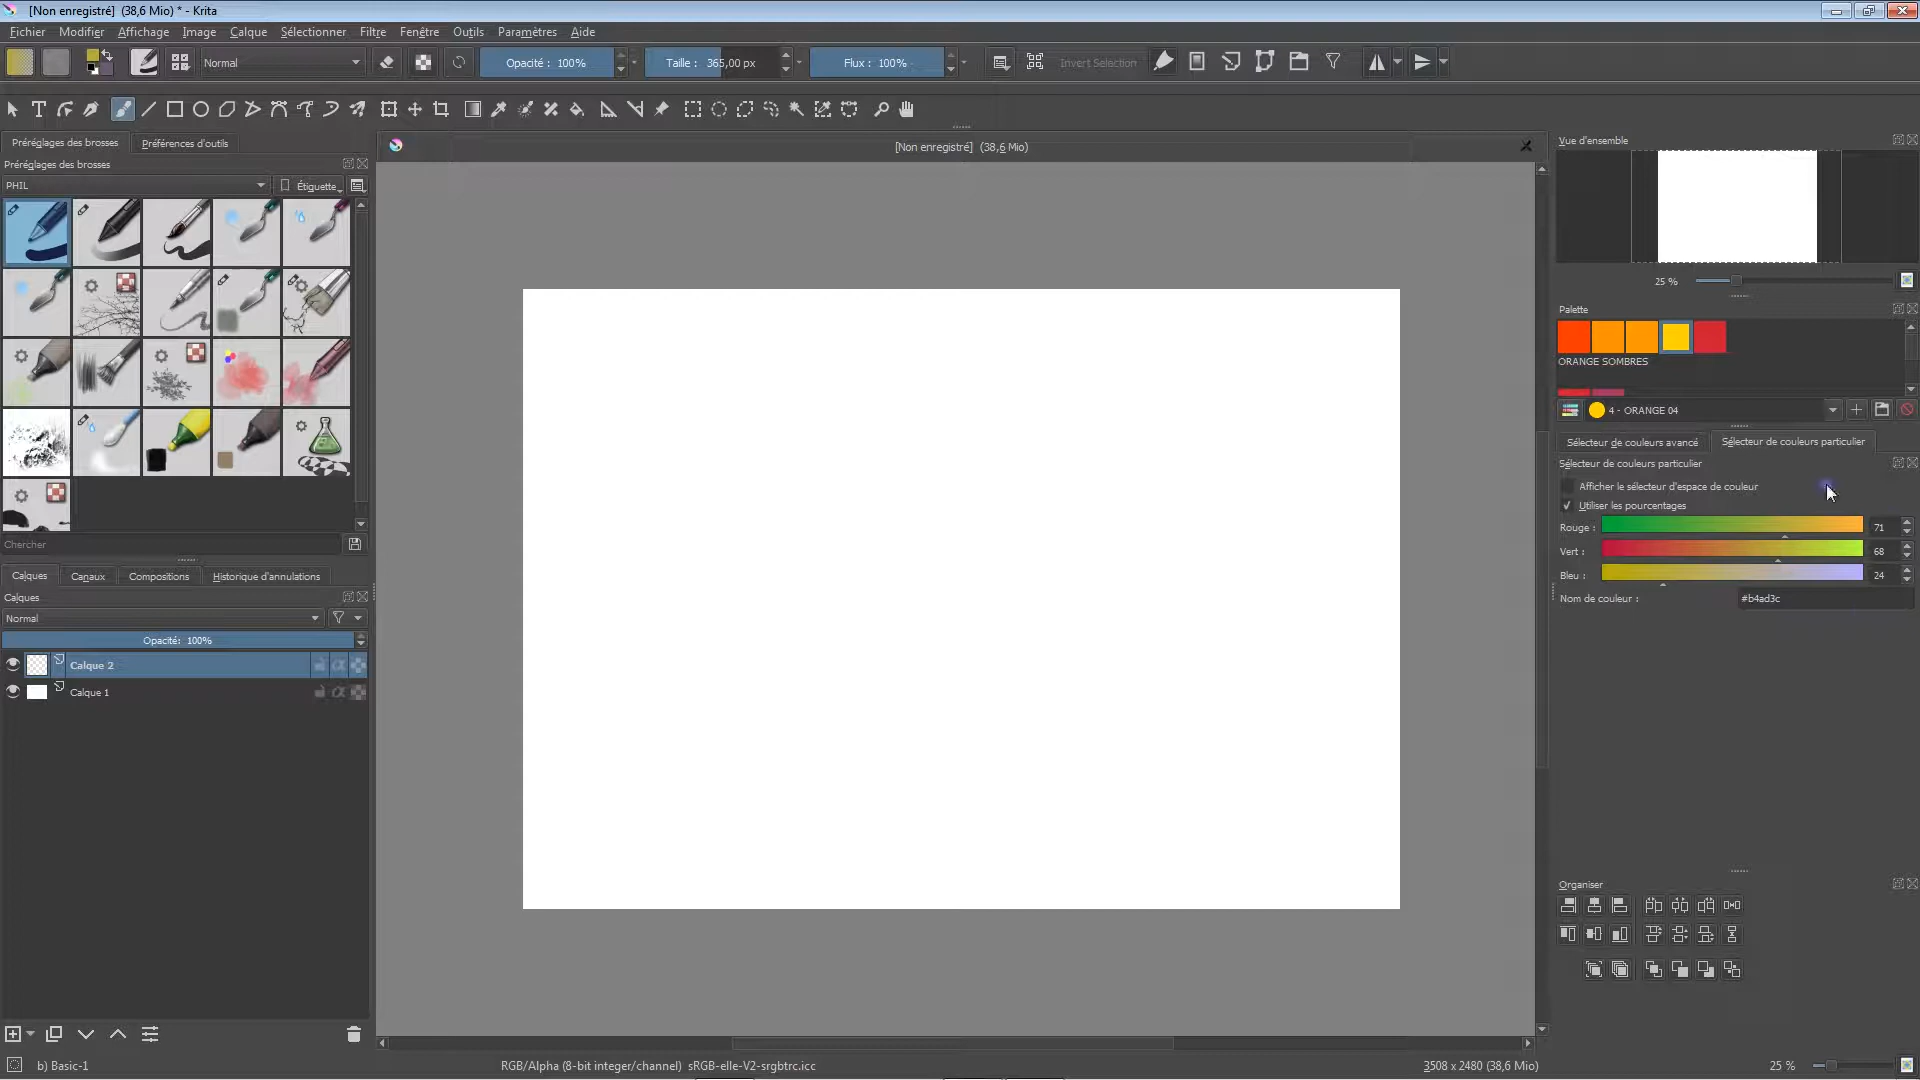 [Non enregistré]  (38,6 Mio) * - Krita
Fichier Modifier Affichage Image Calque Sélectionner Filtre Fenêtre Outils Paramètres Aide
Normal Opacité : 100% Taille : 365,00 px Flux : 100% Invert Selection
Préréglages des brosses Préférences d'outils
[Non enregistré]  (38,6 Mio)
Vue d'ensemble
Préréglages des brosses
PHIL Étiquette
25 %
Palette
ORANGE SOMBRES
4 - ORANGE 04
Sélecteur de couleurs avancé Sélecteur de couleurs particulier
Sélecteur de couleurs particulier
Afficher le sélecteur d'espace de couleur
Utiliser les pourcentages
Rouge : 71
Vert : 68
Bleu : 24
Nom de couleur : #b4ad3c
Chercher
Calques Canaux Compositions Historique d'annulations
Calques
Normal
Opacité: 100%
Calque 2
Calque 1
Organiser
b) Basic-1 RGB/Alpha (8-bit integer/channel)  sRGB-elle-V2-srgbtrc.icc 3508 x 2480 (38,6 Mio) 25 %